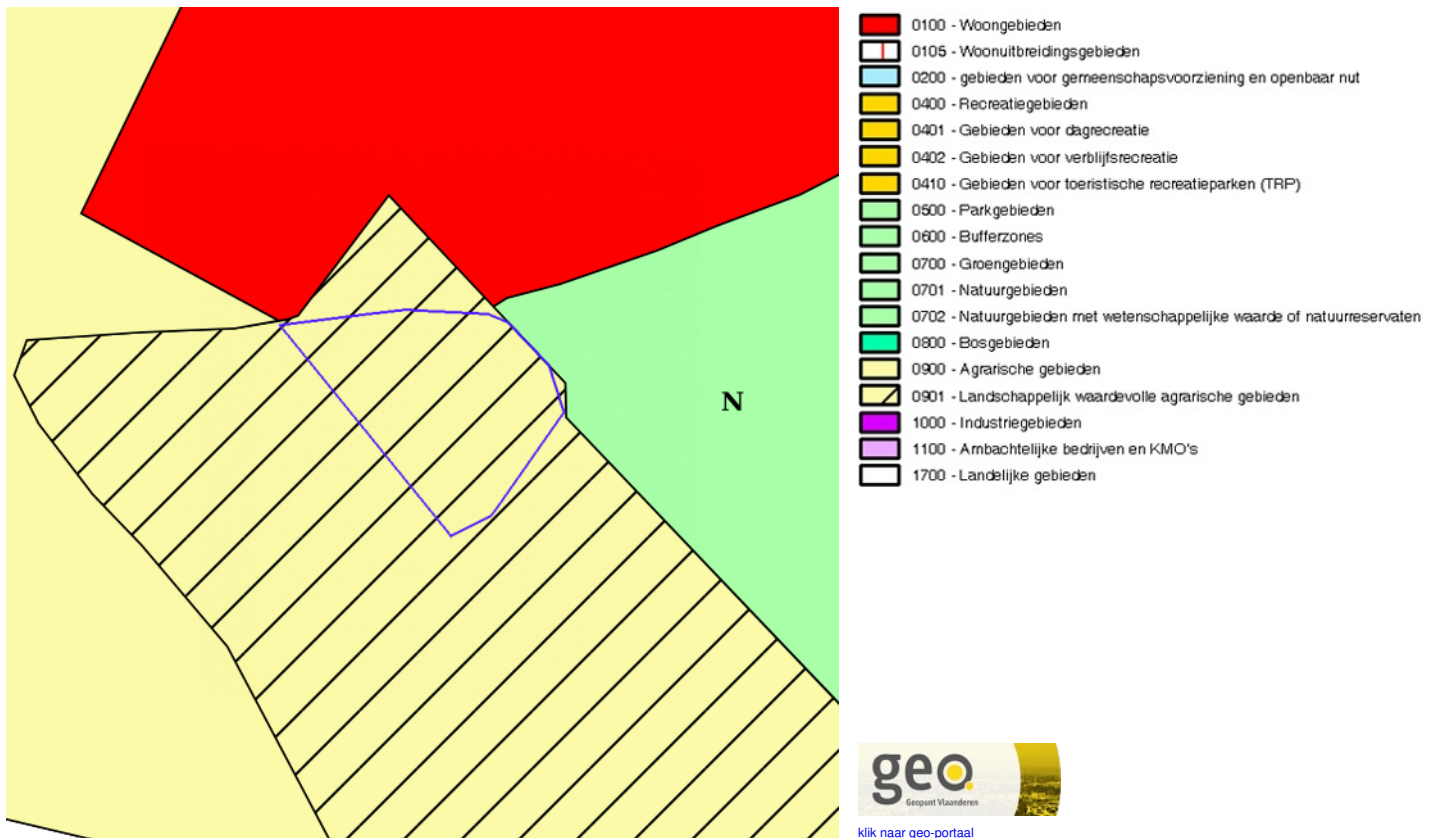 N
0100 - Woongebieden
0105 - Woonuitbreidingsgebieden
0200 - gebieden voor gemeenschapsvoorziening en openbaar nut
0400 - Recreatiegebieden
0401 - Gebieden voor dagrecreatie
0402 - Gebieden voor verblijfsrecreatie
0410 - Gebieden voor toeristische recreatieparken (TRP)
0500 - Parkgebieden
0600 - Bufferzones
0700 - Groengebieden
0701 - Natuurgebieden
0702 - Natuurgebieden met wetenschappelijke waarde of natuurreservaten
0800 - Bosgebieden
0900 - Agrarische gebieden
0901 - Landschappelijk waardevolle agrarische gebieden
1000 - Industriegebieden
1100 - Ambachtelijke bedrijven en KMO's
1700 - Landelijke gebieden
geo.
Geopunt Vlaanderen
klik naar geo-portaal